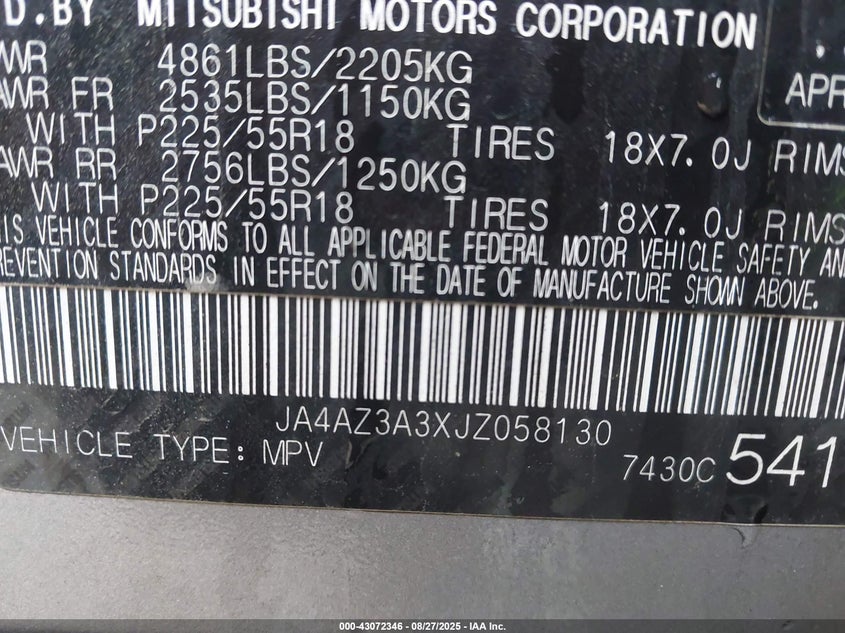 D.BY MITSUBISHI MOTORS CORPORATION
WR 4861LBS/2205KG
AWR FR 2535LBS/1150KG
APR
WITH P225/55R18 TIRES 18X7.0J RIMS
AWR RR 2756LBS/1250KG
WITH P225/55R18 TIRES 18X7.0J RIMS
IS VEHICLE CONFORMS TO ALL APPLICABLE FEDERAL MOTOR VEHICLE SAFETY AN
REVENTION STANDARDS IN EFFECT ON THE DATE OF MANUFACTURE SHOWN ABOVE.
JA4AZ3A3XJZ058130
VEHICLE TYPE: MPV 7430C 541
000-43072346 | 08/27/2025 | IAA Inc.